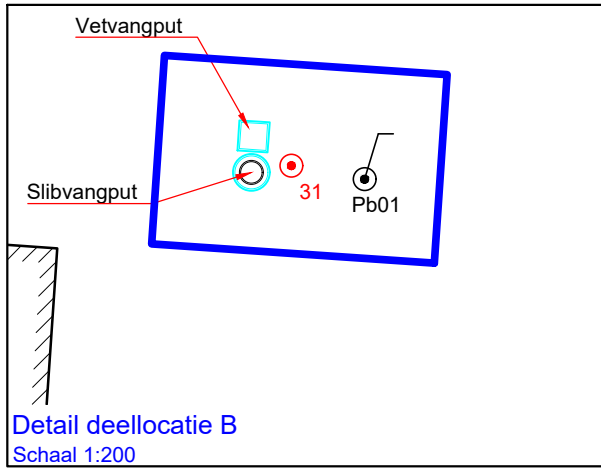 Vetvangput
Slibvangput
31
Pb01
Detail deellocatie B
Schaal 1:200